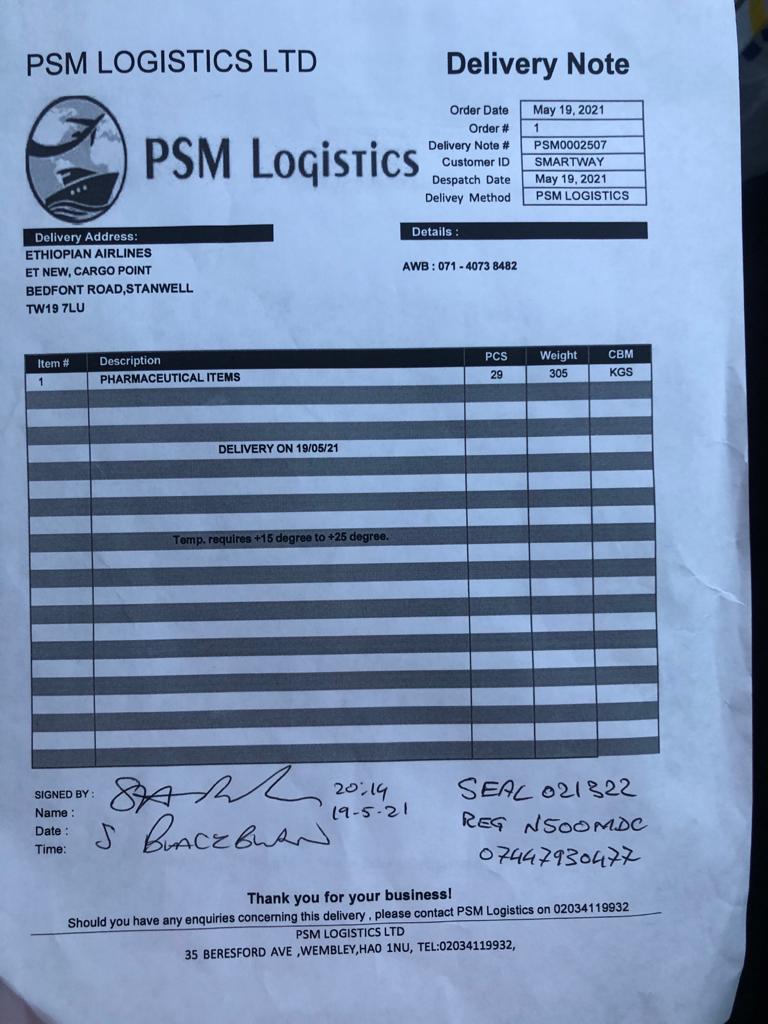 PSM LOGISTICS LTD
Delivery Note
PSM Logistics
Order Date May 19, 2021
Order # 1
Delivery Note # PSM0002507
Customer ID SMARTWAY
Despatch Date May 19, 2021
Delivey Method PSM LOGISTICS
Delivery Address:
ETHIOPIAN AIRLINES
ET NEW, CARGO POINT
BEDFONT ROAD,STANWELL
TW19 7LU
Details :
AWB : 071 - 4073 8482
Item # Description PCS Weight CBM
1 PHARMACEUTICAL ITEMS 29 305 KGS
DELIVERY ON 19/05/21
Temp. requires +15 degree to +25 degree.
SIGNED BY :
Name :
Date :
Time:
20:14
19-5-21
S BLACKBURN
SEAL 021322
REG N500MDC
07447930477
Thank you for your business!
Should you have any enquiries concerning this delivery , please contact PSM Logistics on 02034119932
PSM LOGISTICS LTD
35 BERESFORD AVE ,WEMBLEY,HA0 1NU, TEL:02034119932,